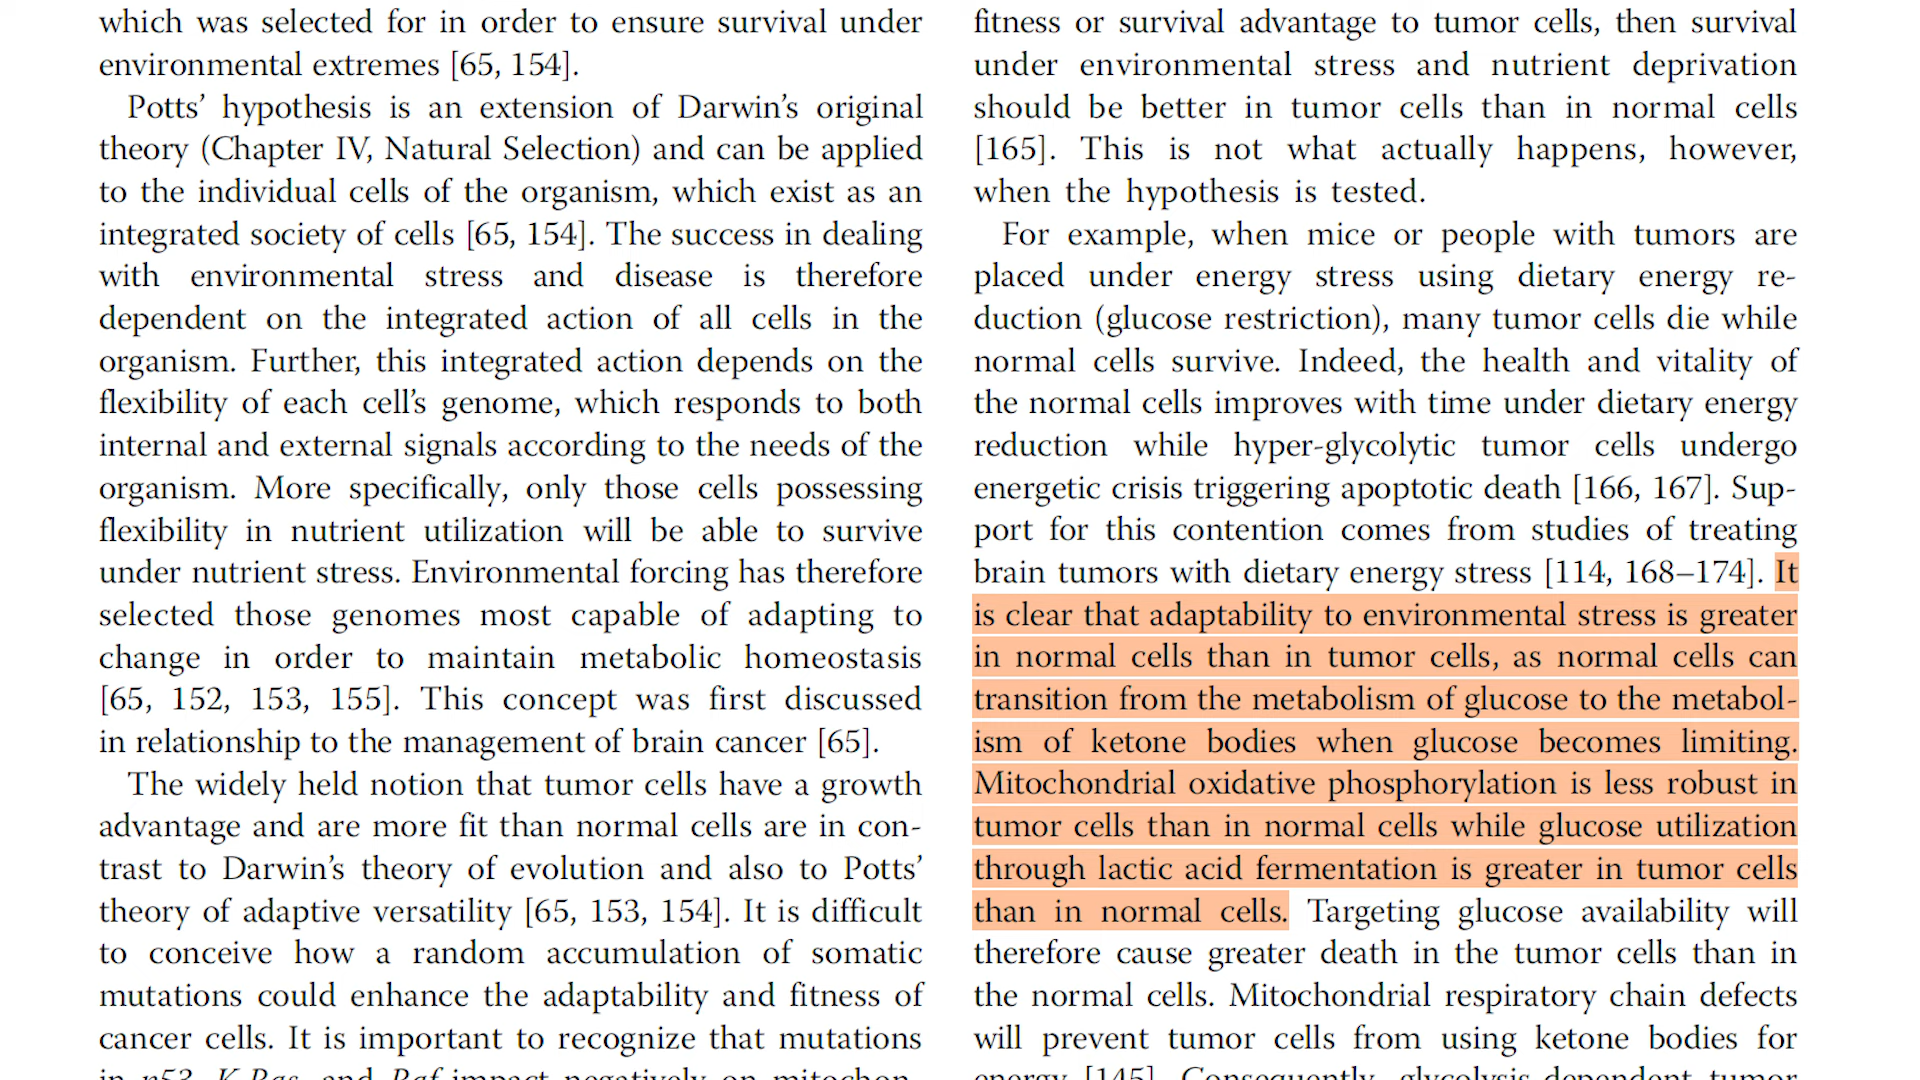 which was selected for in order to ensure survival under
environmental extremes [65, 154].
Potts’ hypothesis is an extension of Darwin’s original
theory (Chapter IV, Natural Selection) and can be applied
to the individual cells of the organism, which exist as an
integrated society of cells [65, 154]. The success in dealing
with environmental stress and disease is therefore
dependent on the integrated action of all cells in the
organism. Further, this integrated action depends on the
flexibility of each cell’s genome, which responds to both
internal and external signals according to the needs of the
organism. More specifically, only those cells possessing
flexibility in nutrient utilization will be able to survive
under nutrient stress. Environmental forcing has therefore
selected those genomes most capable of adapting to
change in order to maintain metabolic homeostasis
[65, 152, 153, 155]. This concept was first discussed
in relationship to the management of brain cancer [65].
The widely held notion that tumor cells have a growth
advantage and are more fit than normal cells are in con-
trast to Darwin’s theory of evolution and also to Potts’
theory of adaptive versatility [65, 153, 154]. It is difficult
to conceive how a random accumulation of somatic
mutations could enhance the adaptability and fitness of
cancer cells. It is important to recognize that mutations
in p53, K-Ras, and Raf impact negatively on mitochon-
fitness or survival advantage to tumor cells, then survival
under environmental stress and nutrient deprivation
should be better in tumor cells than in normal cells
[165]. This is not what actually happens, however,
when the hypothesis is tested.
For example, when mice or people with tumors are
placed under energy stress using dietary energy re-
duction (glucose restriction), many tumor cells die while
normal cells survive. Indeed, the health and vitality of
the normal cells improves with time under dietary energy
reduction while hyper-glycolytic tumor cells undergo
energetic crisis triggering apoptotic death [166, 167]. Sup-
port for this contention comes from studies of treating
brain tumors with dietary energy stress [114, 168–174]. It
is clear that adaptability to environmental stress is greater
in normal cells than in tumor cells, as normal cells can
transition from the metabolism of glucose to the metabol-
ism of ketone bodies when glucose becomes limiting.
Mitochondrial oxidative phosphorylation is less robust in
tumor cells than in normal cells while glucose utilization
through lactic acid fermentation is greater in tumor cells
than in normal cells. Targeting glucose availability will
therefore cause greater death in the tumor cells than in
the normal cells. Mitochondrial respiratory chain defects
will prevent tumor cells from using ketone bodies for
energy [145]. Consequently, glycolysis-dependent tumor